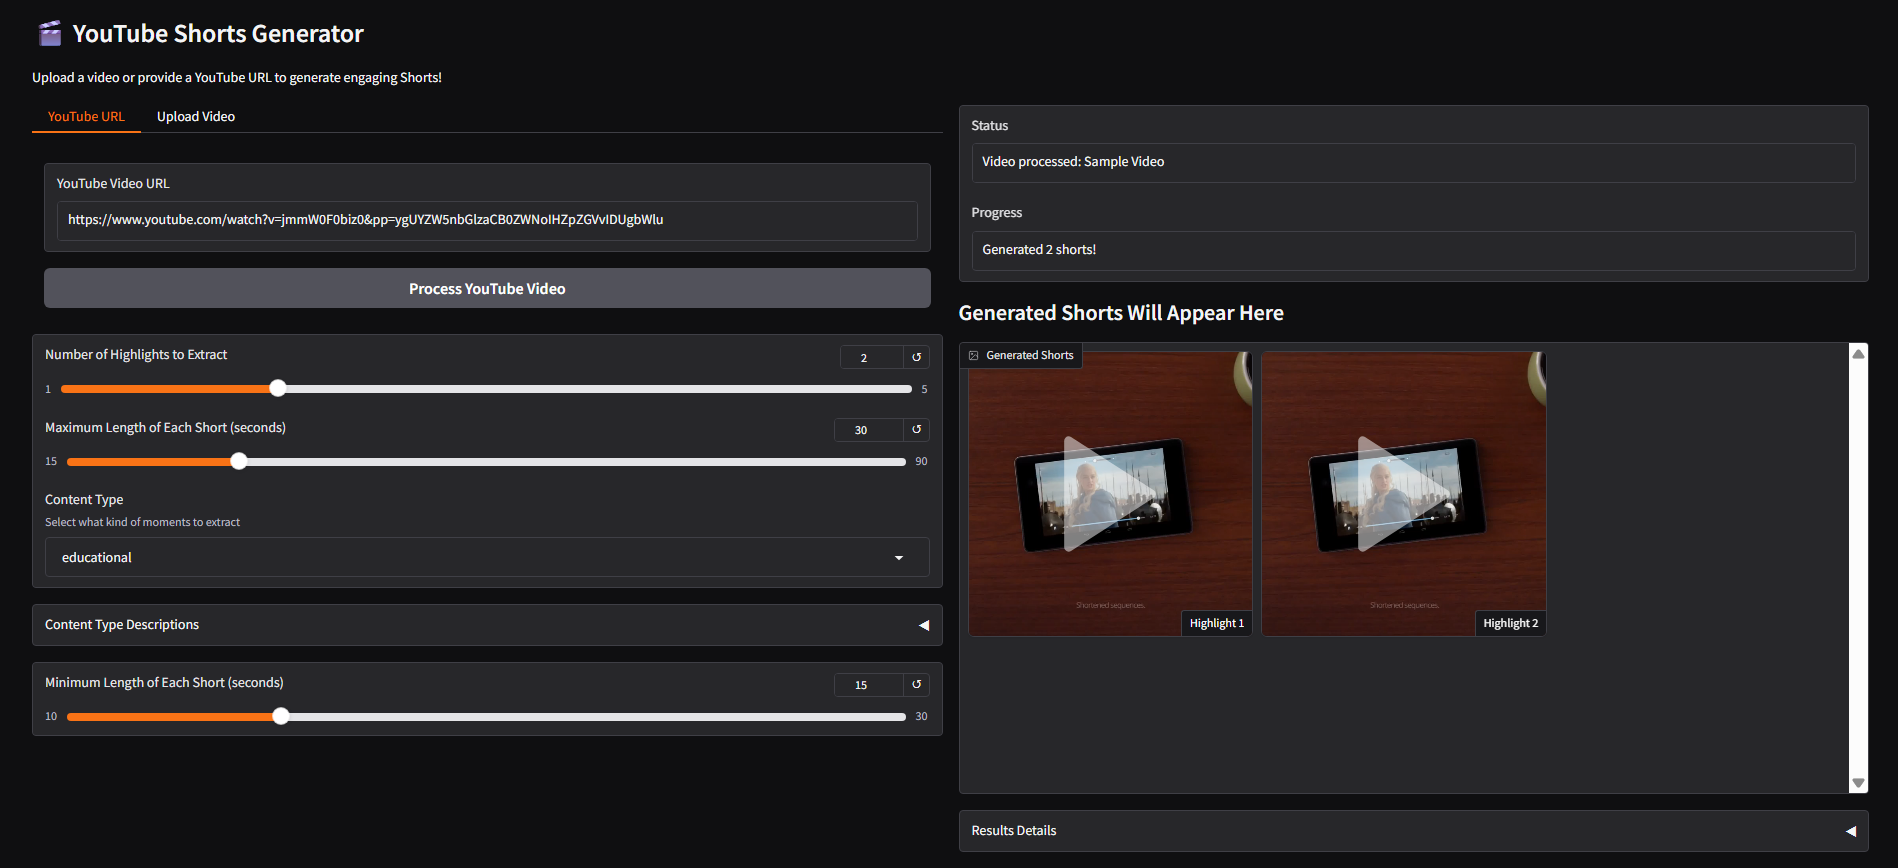 YouTube Shorts Generator
Upload a video or provide a YouTube URL to generate engaging Shorts!
YouTube URL
Upload Video
YouTube Video URL
https://www.youtube.com/watch?v=jmmW0F0biz0&pp=ygUYZW5nbGlzaCB0ZWNoIHZpZGVvIDUgbWlu
Process YouTube Video
Number of Highlights to Extract
2
1
5
Maximum Length of Each Short (seconds)
30
15
90
Content Type
Select what kind of moments to extract
educational
Content Type Descriptions
Minimum Length of Each Short (seconds)
15
10
30
Status
Video processed: Sample Video
Progress
Generated 2 shorts!
Generated Shorts Will Appear Here
Generated Shorts
Shortened sequences.
Highlight 1
Shortened sequences.
Highlight 2
Results Details